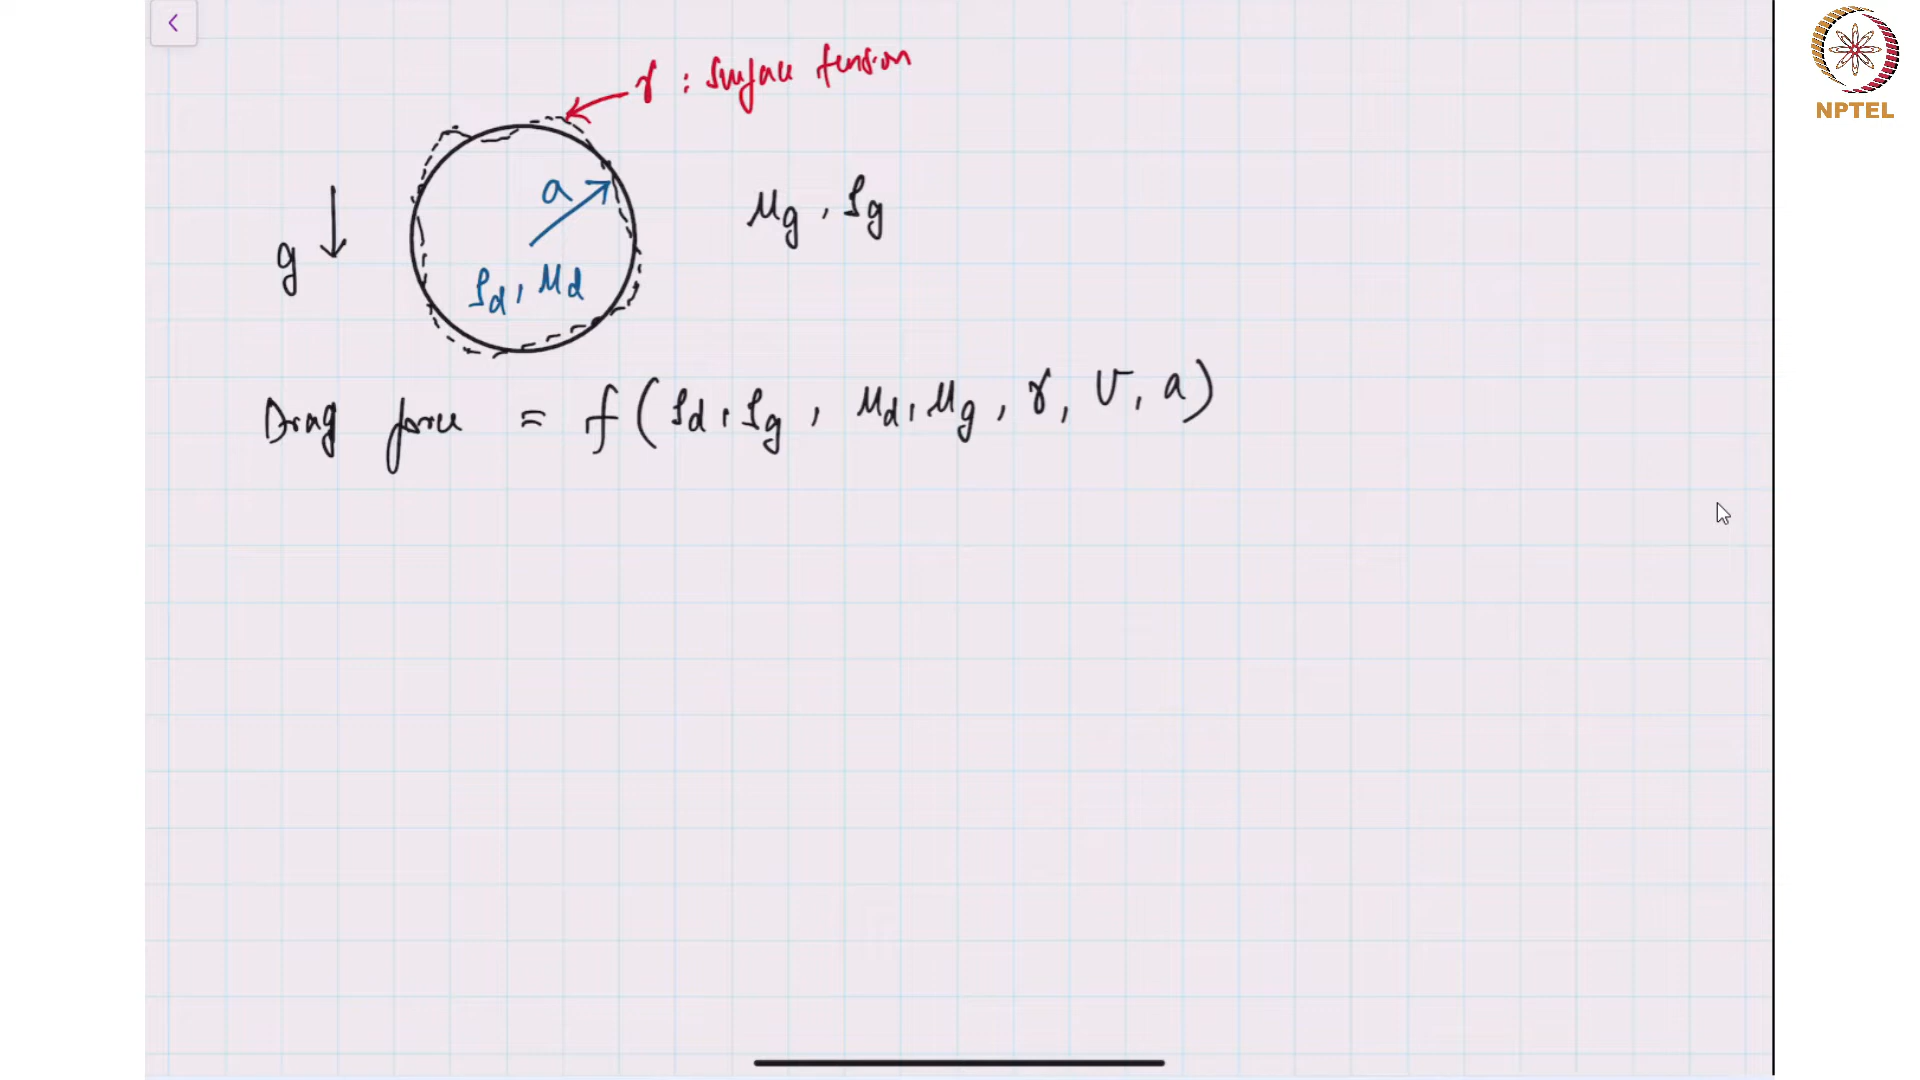 γ : Surface tension
NPTEL
a
μg , ρg
g
ρd, μd
Drag force = f ( ρd, ρg , μd, μg , γ, U, a )